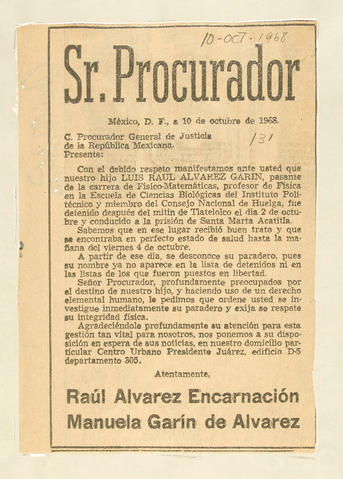 10-OCT-1968
Sr. Procurador
México, D. F., a 10 de octubre de 1968.
131
C. Procurador General de Justicia
de la República Mexicana.
Presente:
Con el debido respeto manifestamos ante usted que
nuestro hijo LUIS RAUL ALVAREZ GARIN, pasante
de la carrera de Físico-Matemáticas, profesor de Física
en la Escuela de Ciencias Biológicas del Instituto Poli-
técnico y miembro del Consejo Nacional de Huelga, fue
detenido después del mitin de Tlatelolco el día 2 de octu-
bre y conducido a la prisión de Santa Marta Acatitla.
Sabemos que en ese lugar recibió buen trato y que
se encontraba en perfecto estado de salud hasta la maña-
na del viernes 4 de octubre.
A partir de ese día, se desconoce su paradero, pues
su nombre ya no aparece en la lista de detenidos ni en
las listas de los que fueron puestos en libertad.
Señor Procurador, profundamente preocupados por
el destino de nuestro hijo, y haciendo uso de un derecho
elemental humano, le pedimos que ordene usted se in-
vestigue inmediatamente su paradero y exija se respete
su integridad física.
Agradeciéndole profundamente su atención para esta
gestión tan vital para nosotros, nos ponemos a su dispo-
sición en espera de sus noticias, en nuestro domicilio par-
ticular Centro Urbano Presidente Juárez, edificio D-5
departamento 305.
Atentamente,
Raúl Alvarez Encarnación
Manuela Garín de Alvarez